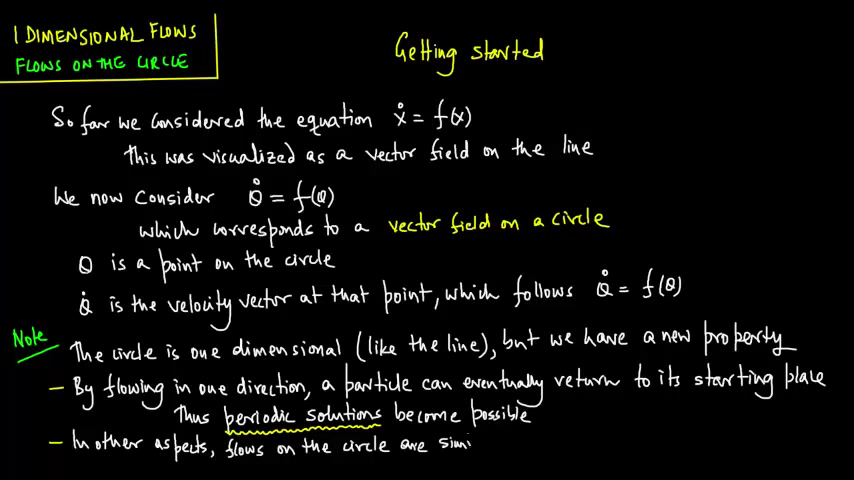 1 DIMENSIONAL FLOWS
FLOWS ON THE CIRCLE
Getting started
So far we considered the equation ẋ = f(x)
This was visualized as a vector field on the line
We now consider θ̇ = f(θ)
which corresponds to a vector field on a circle
θ is a point on the circle
θ̇ is the velocity vector at that point, which follows θ̇ = f(θ)
Note
The circle is one dimensional (like the line), but we have a new property
– By flowing in one direction, a particle can eventually return to its starting place
Thus periodic solutions become possible
– In other aspects, flows on the circle are simi